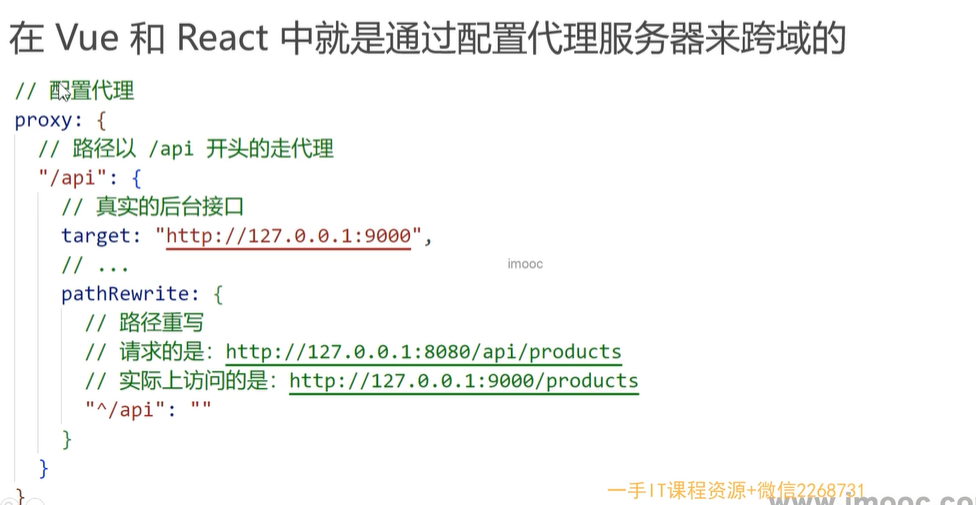 在 Vue 和 React 中就是通过配置代理服务器来跨域的
// 配置代理
proxy: {
// 路径以 /api 开头的走代理
"/api": {
// 真实的后台接口
target: "http://127.0.0.1:9000",
// ...
imooc
pathRewrite: {
// 路径重写
// 请求的是：http://127.0.0.1:8080/api/products
// 实际上访问的是：http://127.0.0.1:9000/products
"^/api": ""
}
}
}
一手IT课程资源+微信2268731
www.imooc.co